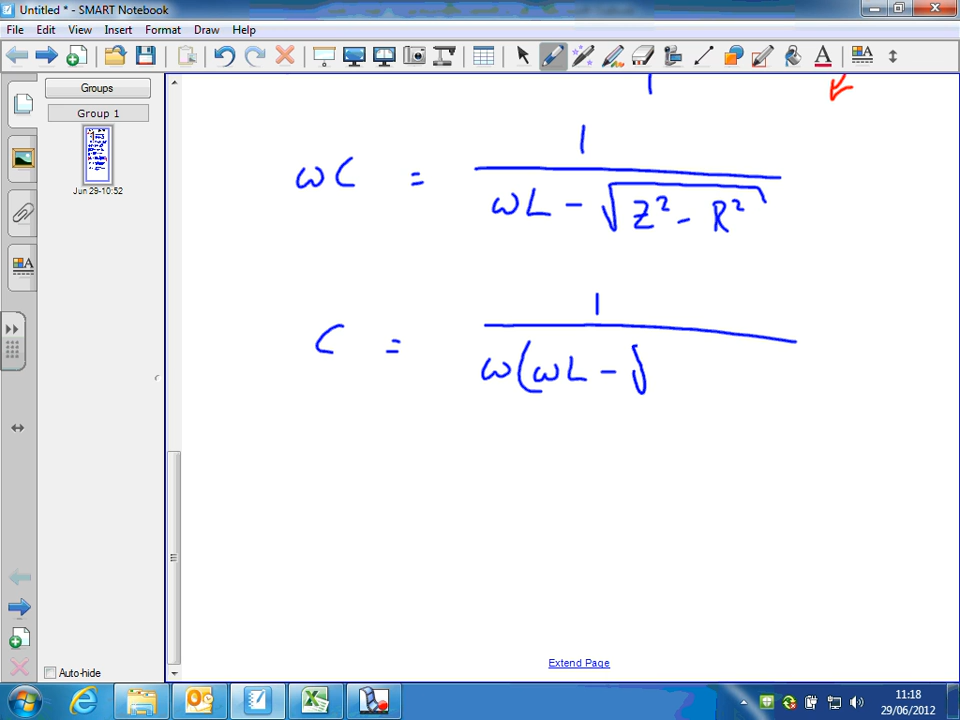 Untitled * - SMART Notebook
File Edit View Insert Format Draw Help
Groups
Group 1
Jun 29-10:52
1
ωC = 1 / (ωL - √(Z² - R²))
C = 1 / (ω(ωL - √
Extend Page
Auto-hide
11:18
29/06/2012